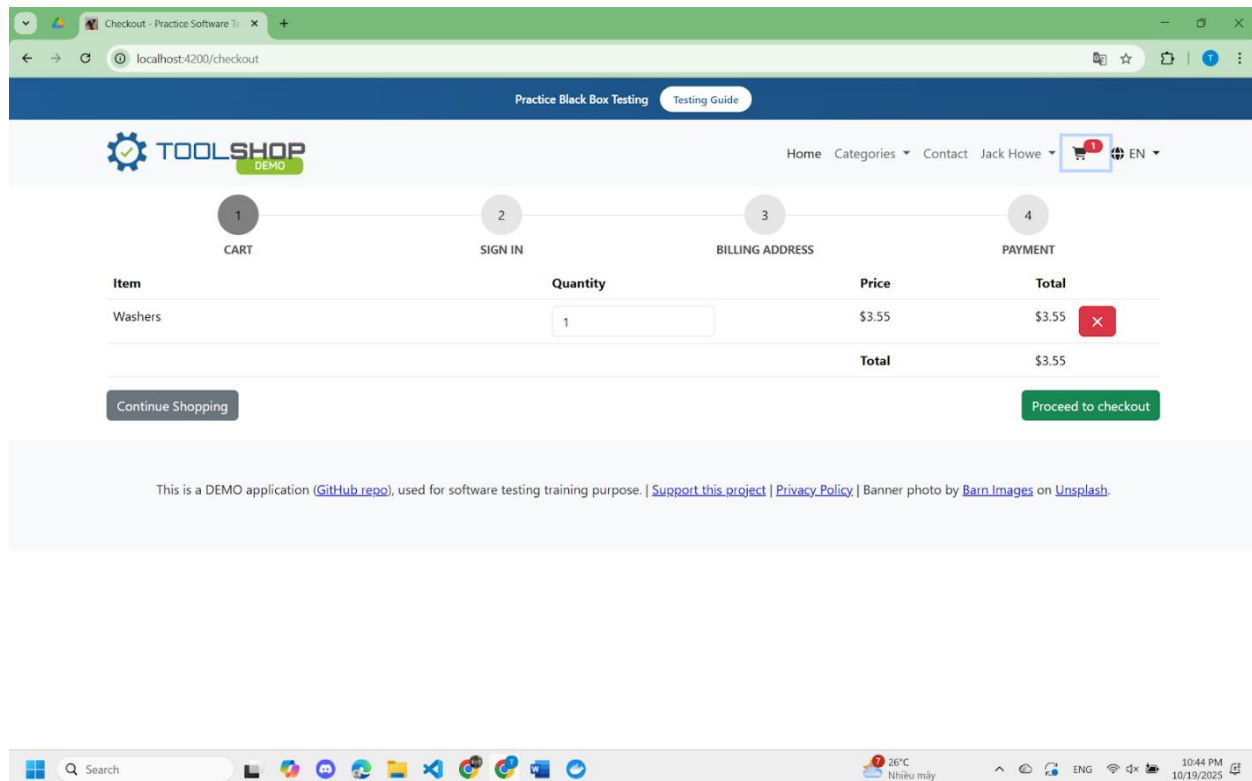 Checkout - Practice Software Te
localhost:4200/checkout
T
Practice Black Box Testing Testing Guide
TOOLSHOP
DEMO
Home Categories Contact Jack Howe 1 EN
1 2 3 4
CART SIGN IN BILLING ADDRESS PAYMENT
Item Quantity Price Total
Washers 1 $3.55 $3.55
Total $3.55
Continue Shopping Proceed to checkout
This is a DEMO application (GitHub repo), used for software testing training purpose. | Support this project | Privacy Policy | Banner photo by Barn Images on Unsplash.
Search
7 26°C
Nhiều mây
ENG
10:44 PM
10/19/2025